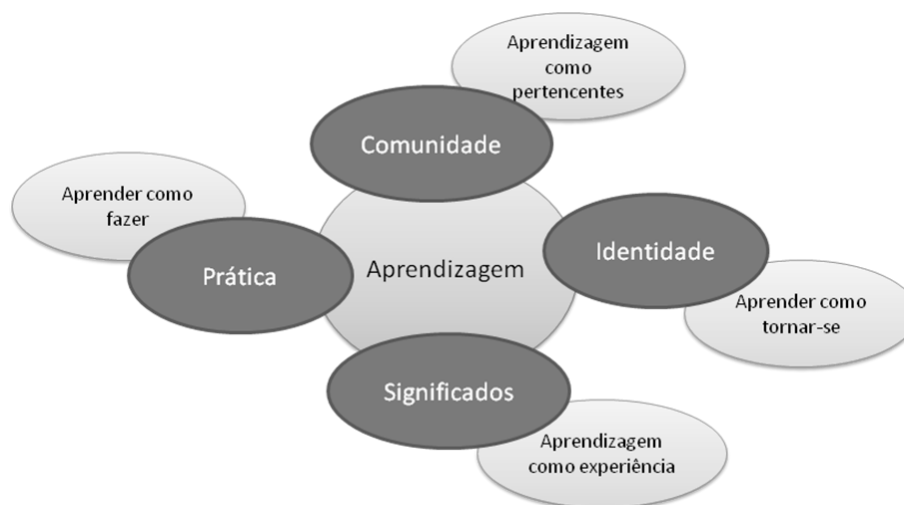 Aprendizagem
como
pertencentes
Comunidade
Aprender como
fazer
Prática
Aprendizagem
Identidade
Aprender como
tornar-se
Significados
Aprendizagem
como experiência